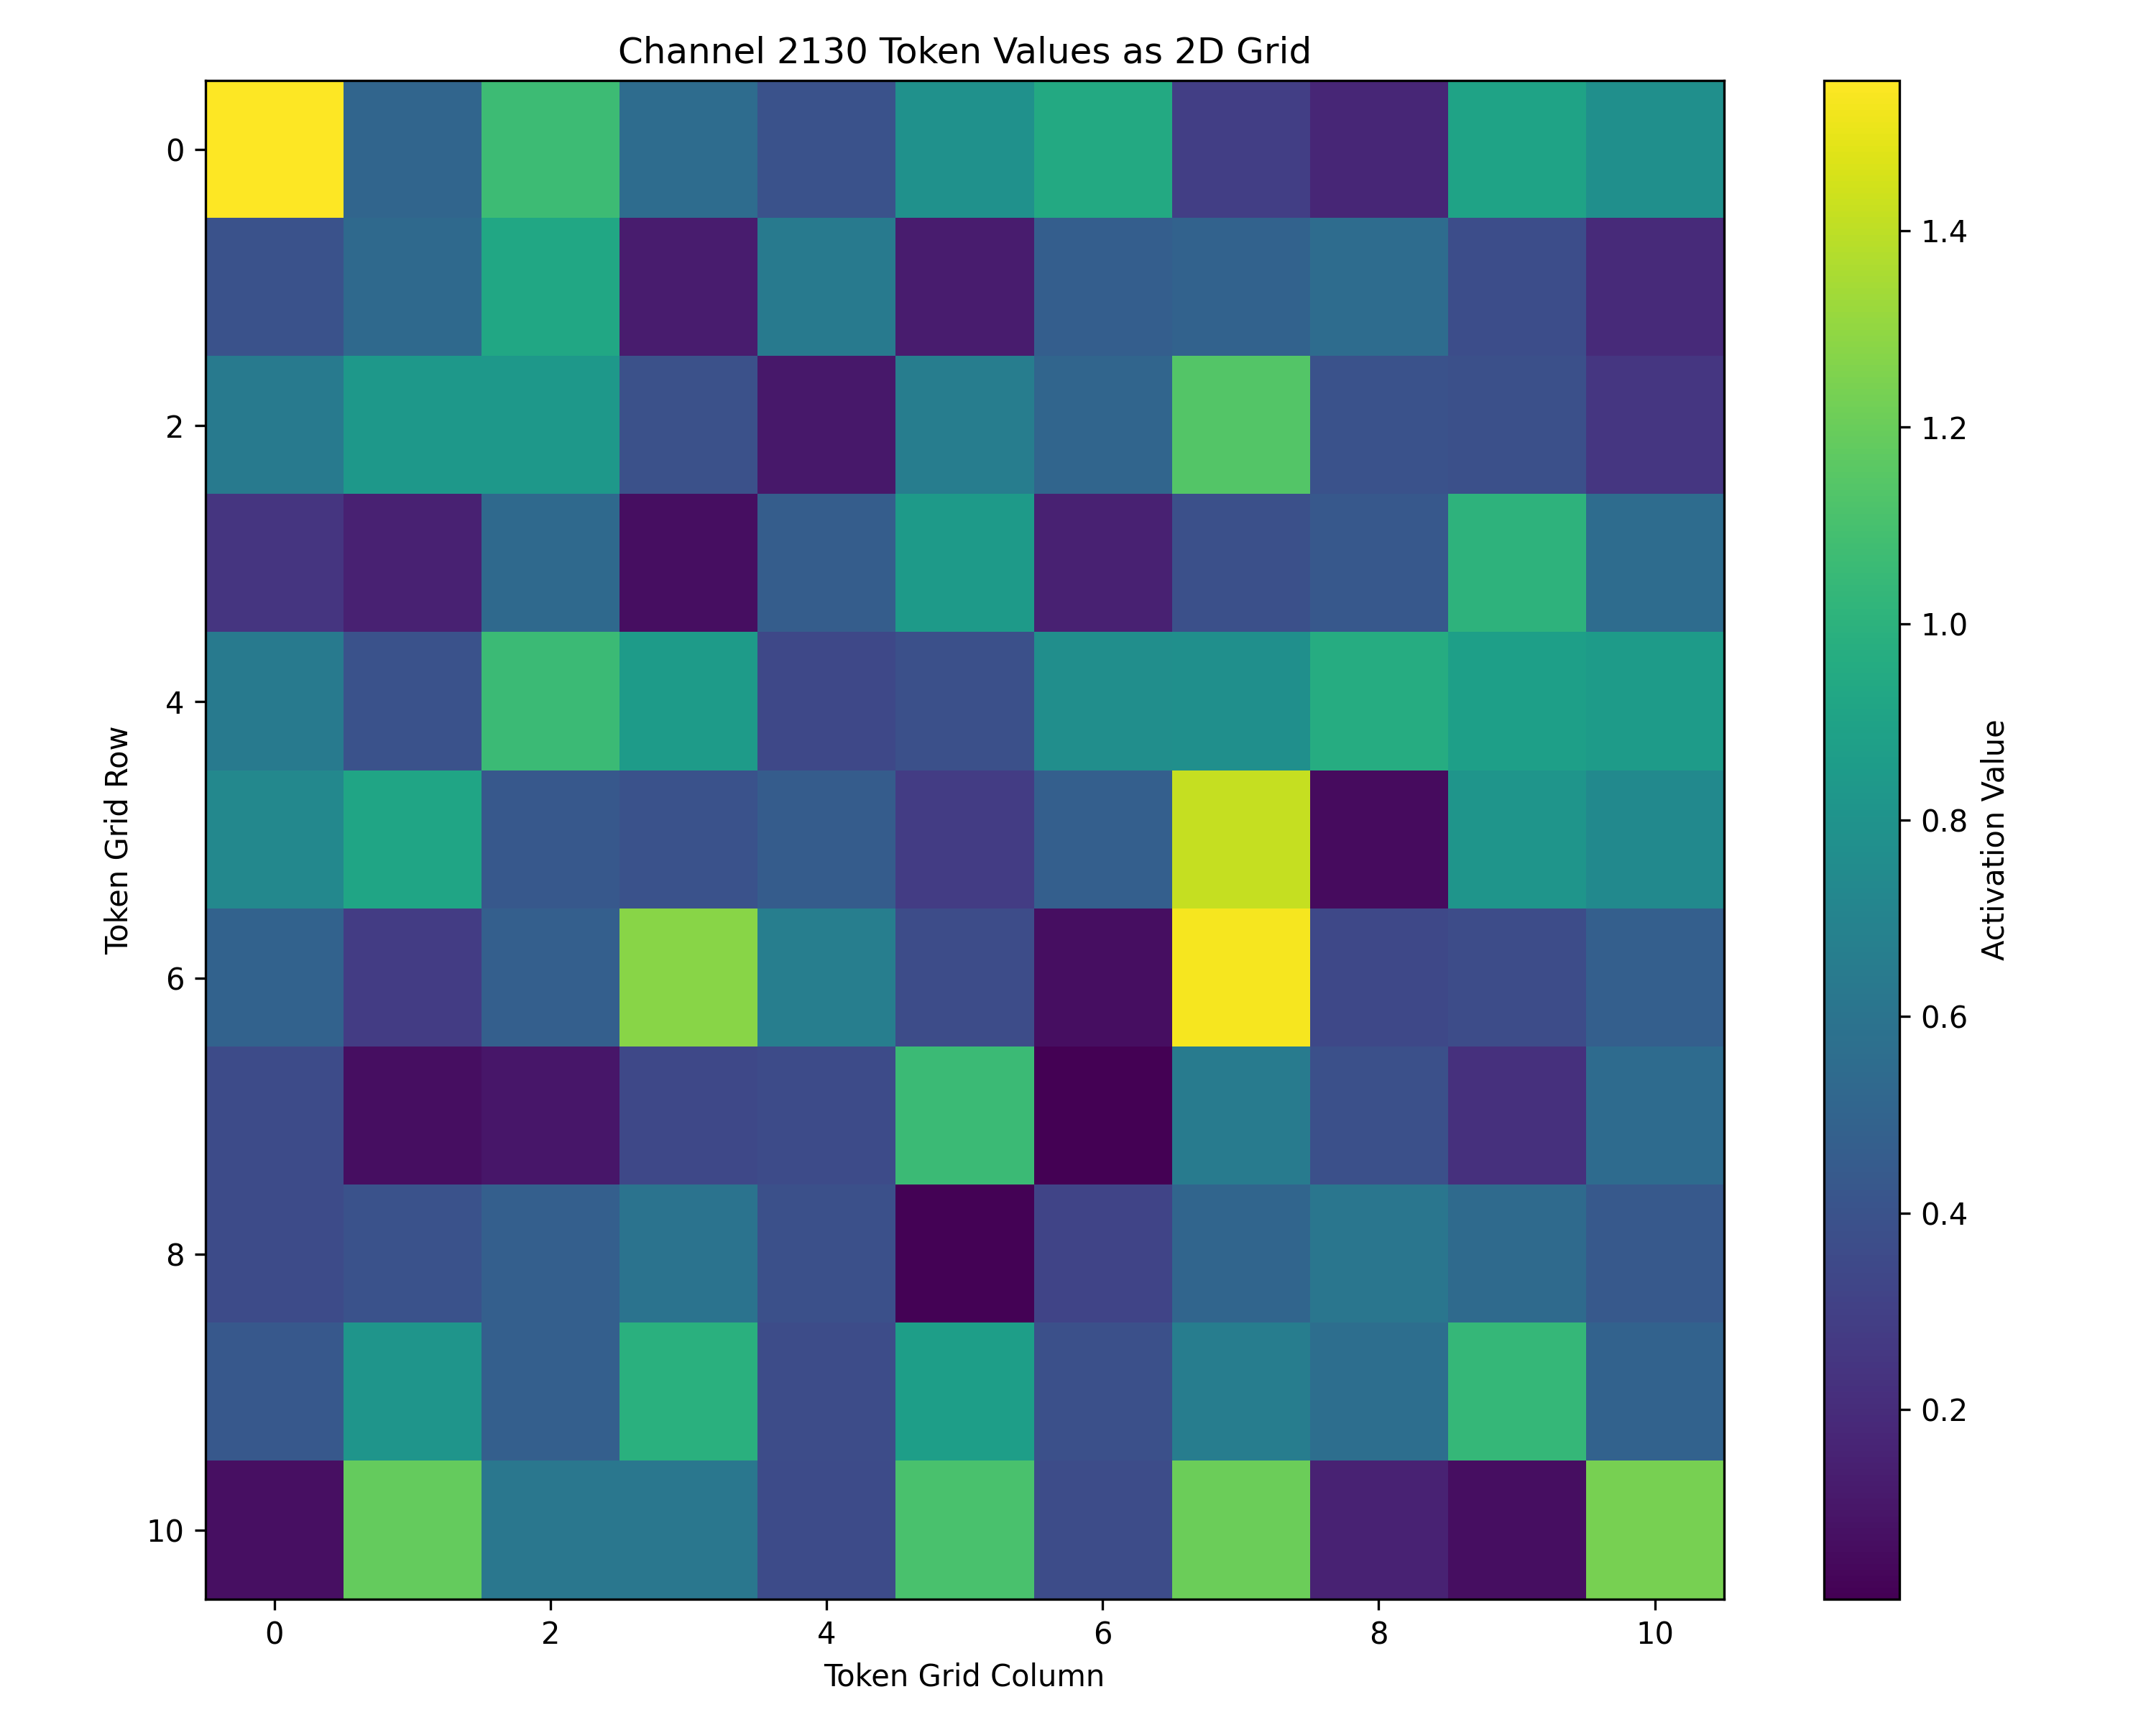 Channel 2130 Token Values as 2D Grid
0
2
4
6
8
10
Token Grid Row
0 2 4 6 8 10
Token Grid Column
1.4
1.2
1.0
0.8
0.6
0.4
0.2
Activation Value